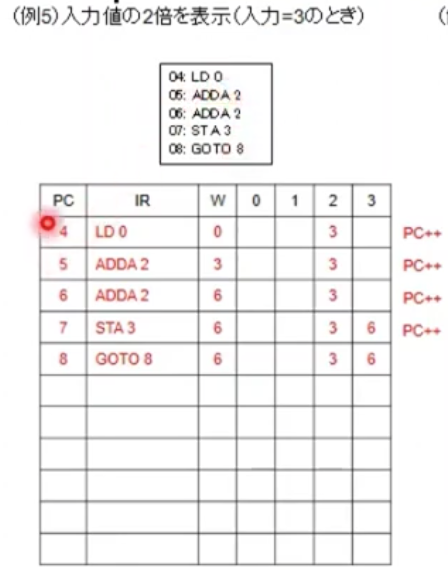 (例5)入力値の2倍を表示(入力=3のとき) (
04: LD 0
05: ADDA 2
06: ADDA 2
07: STA 3
08: GOTO 8
PC IR W 0 1 2 3
4 LD 0 0 3 PC++
5 ADDA 2 3 3 PC++
6 ADDA 2 6 3 PC++
7 STA 3 6 3 6 PC++
8 GOTO 8 6 3 6